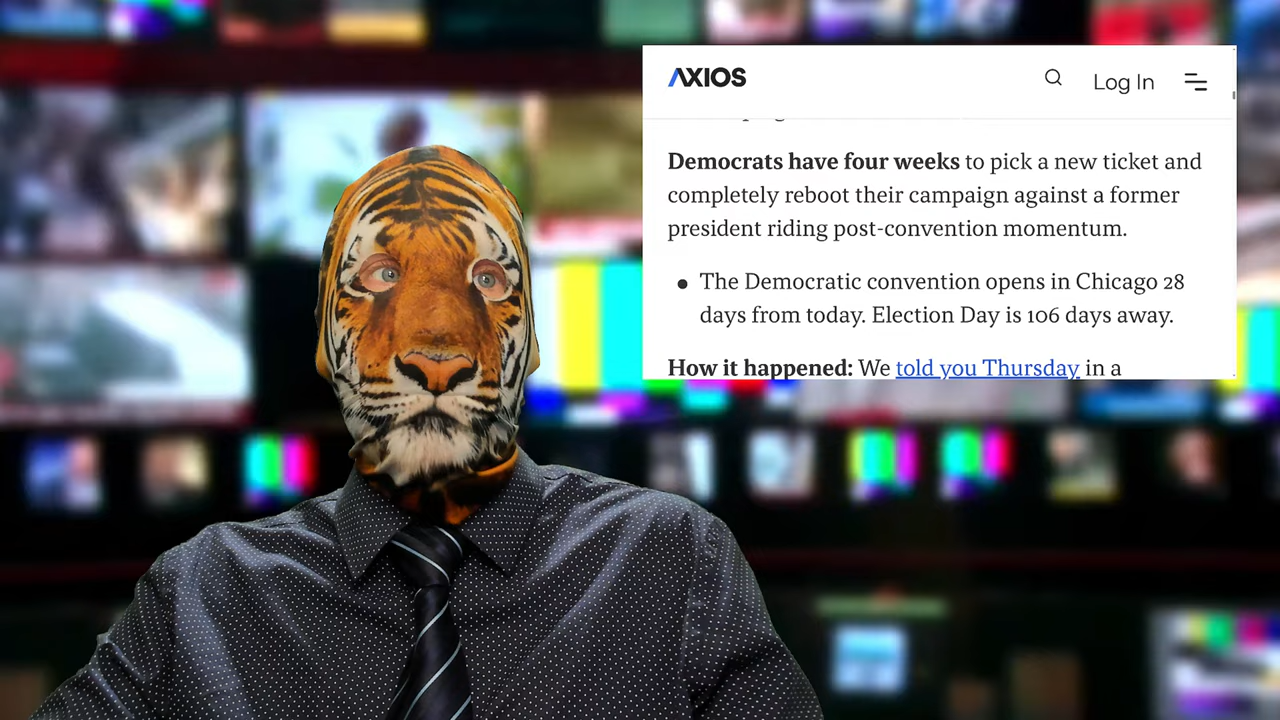 AXIOS
Log In
Democrats have four weeks to pick a new ticket and
completely reboot their campaign against a former
president riding post-convention momentum.
The Democratic convention opens in Chicago 28
days from today. Election Day is 106 days away.
How it happened: We told you Thursday in a